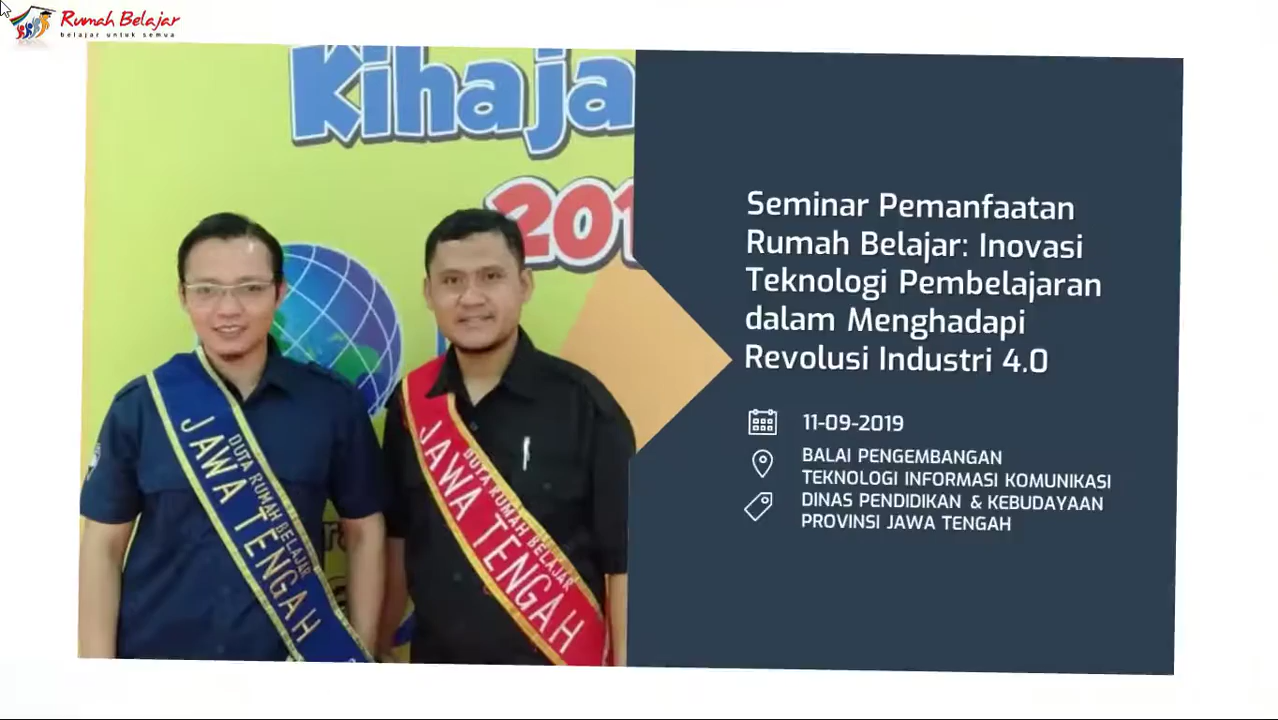 Rumah Belajar
belajar untuk semua
Kihaja
201
DUTA RUMAH BELAJAR
JAWA TENGAH
DUTA RUMAH BELAJAR
JAWA TENGAH
Seminar Pemanfaatan
Rumah Belajar: Inovasi
Teknologi Pembelajaran
dalam Menghadapi
Revolusi Industri 4.0
11-09-2019
BALAI PENGEMBANGAN
TEKNOLOGI INFORMASI KOMUNIKASI
DINAS PENDIDIKAN & KEBUDAYAAN
PROVINSI JAWA TENGAH